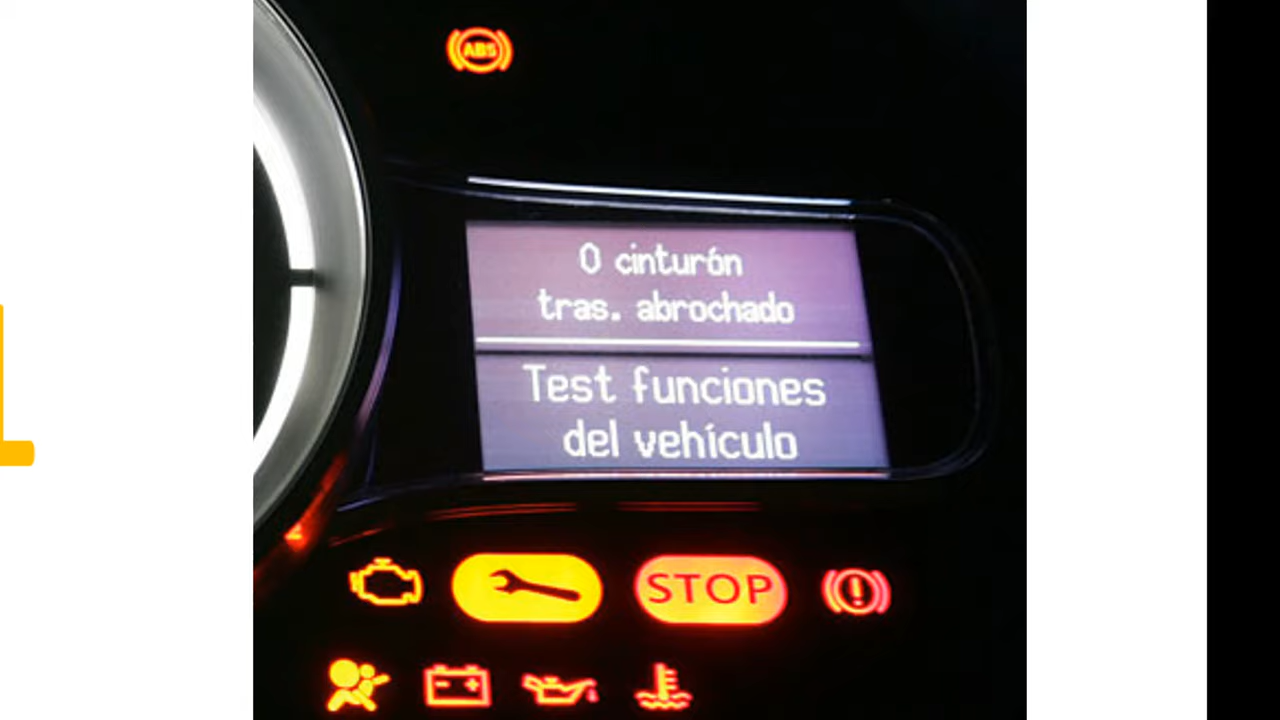 ABS
0 cinturón
tras. abrochado
Test funciones
del vehículo
STOP